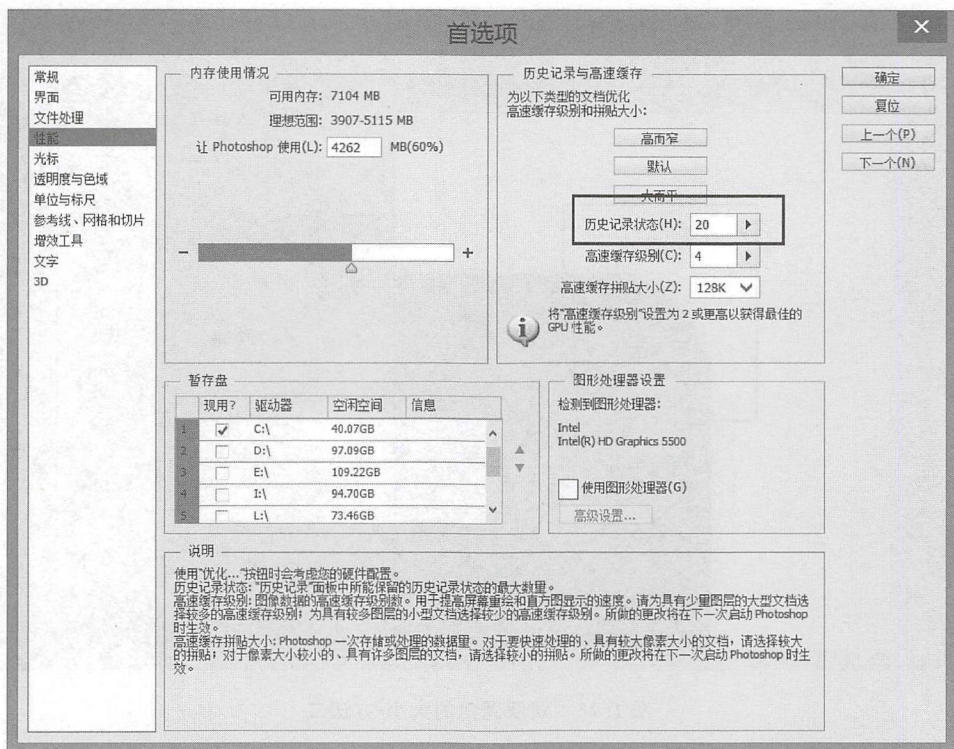 首选项
常规
界面
文件处理
性能
光标
透明度与色域
单位与标尺
参考线、网格和切片
增效工具
文字
3D
内存使用情况
可用内存: 7104 MB
理想范围: 3907-5115 MB
让 Photoshop 使用(L): 4262 MB(60%)
- +
历史记录与高速缓存
为以下类型的文档优化
高速缓存级别和拼贴大小:
高而窄
默认
大而平
历史记录状态(H): 20
高速缓存级别(C): 4
高速缓存拼贴大小(Z): 128K
将"高速缓存级别"设置为 2 或更高以获得最佳的
GPU 性能。
确定
复位
上一个(P)
下一个(N)
暂存盘
现用? 驱动器 空闲空间 信息
1 C:\ 40.07GB
2 D:\ 97.09GB
3 E:\ 109.22GB
4 I:\ 94.70GB
5 L:\ 73.46GB
图形处理器设置
检测到图形处理器:
Intel
Intel(R) HD Graphics 5500
使用图形处理器(G)
高级设置...
说明
使用"优化..."按钮时会考虑您的硬件配置。
历史记录状态:"历史记录"面板中所能保留的历史记录状态的最大数量。
高速缓存级别:图像数据的高速缓存级别数。用于提高屏幕重绘和直方图显示的速度。请为具有少量图层的大型文档选
择较多的高速缓存级别;为具有较多图层的小型文档选择较少的高速缓存级别。所做的更改将在下一次启动 Photoshop
时生效。
高速缓存拼贴大小: Photoshop 一次存储或处理的数据量。对于要快速处理的、具有较大像素大小的文档,请选择较大
的拼贴;对于像素大小较小的、具有许多图层的文档,请选择较小的拼贴。所做的更改将在下一次启动 Photoshop 时生
效。